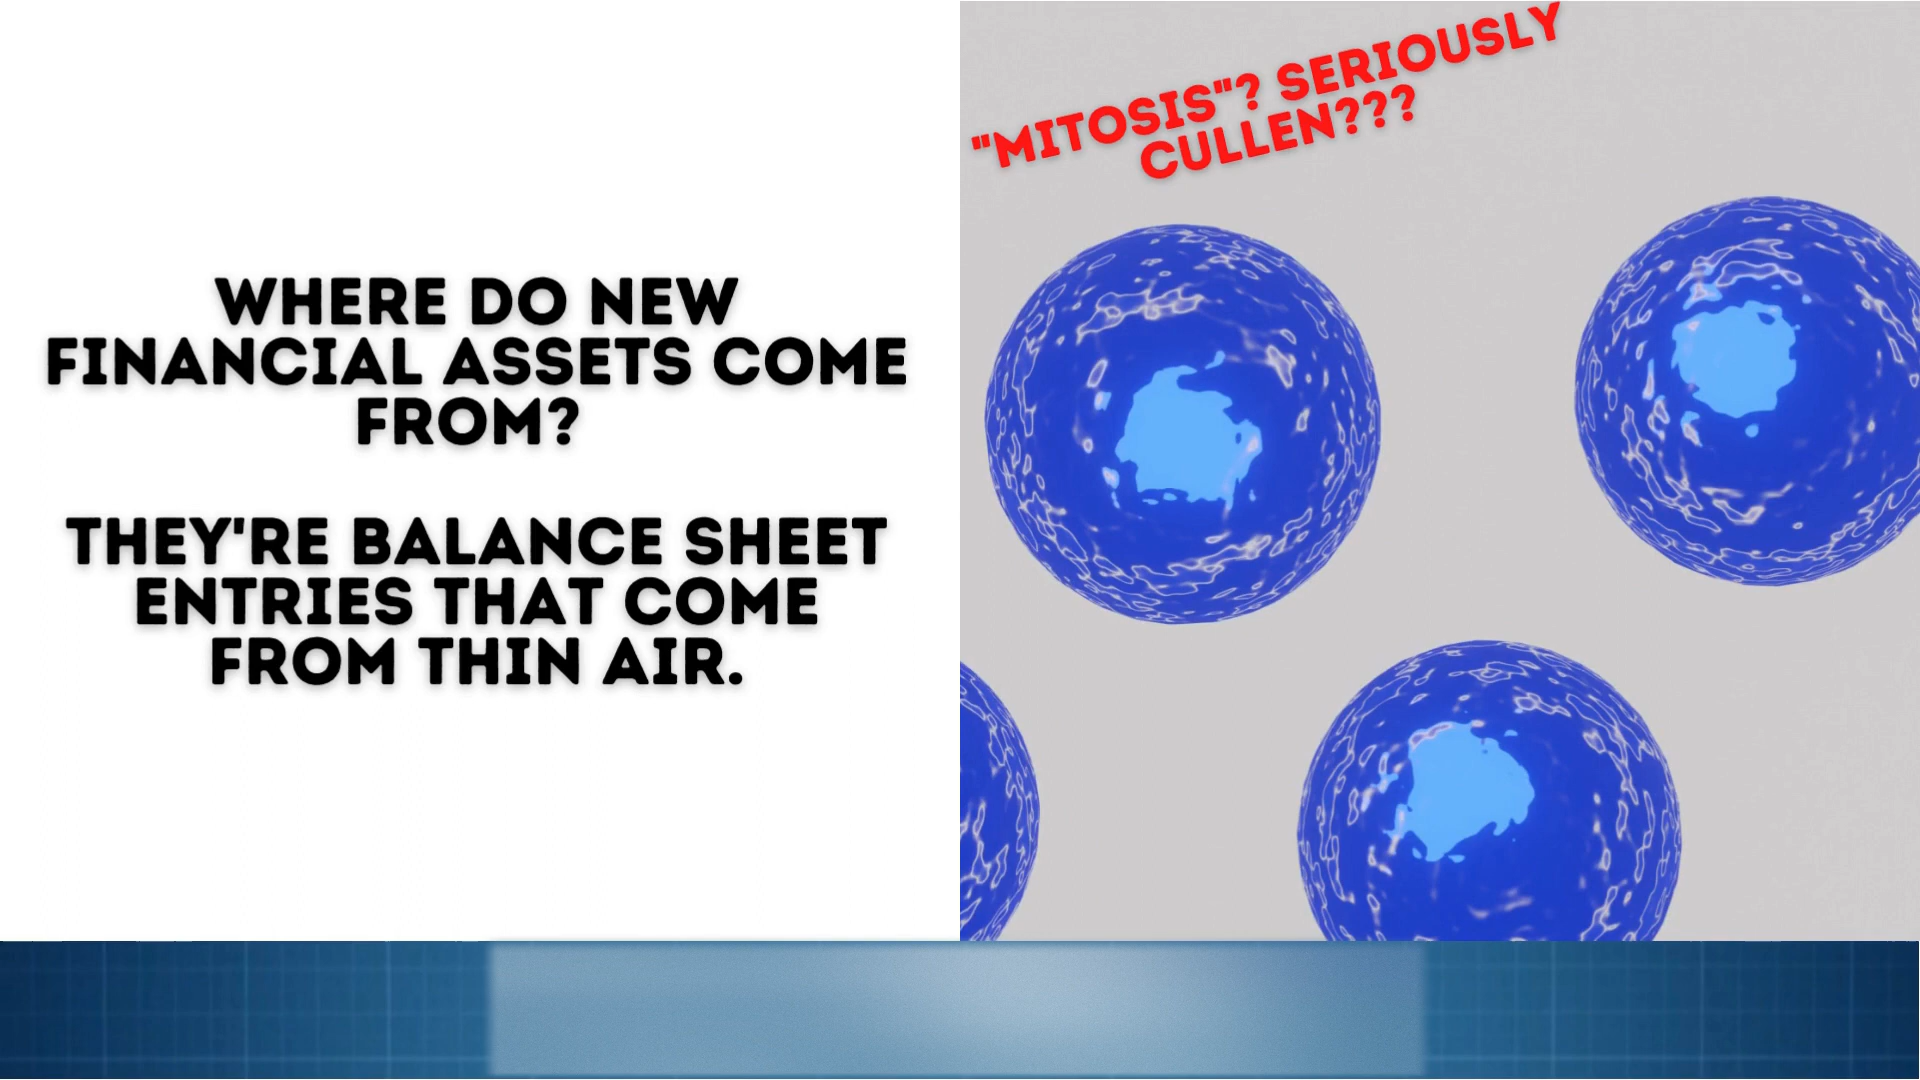 WHERE DO NEW
FINANCIAL ASSETS COME
FROM?
THEY'RE BALANCE SHEET
ENTRIES THAT COME
FROM THIN AIR.
"MITOSIS"? SERIOUSLY
CULLEN???